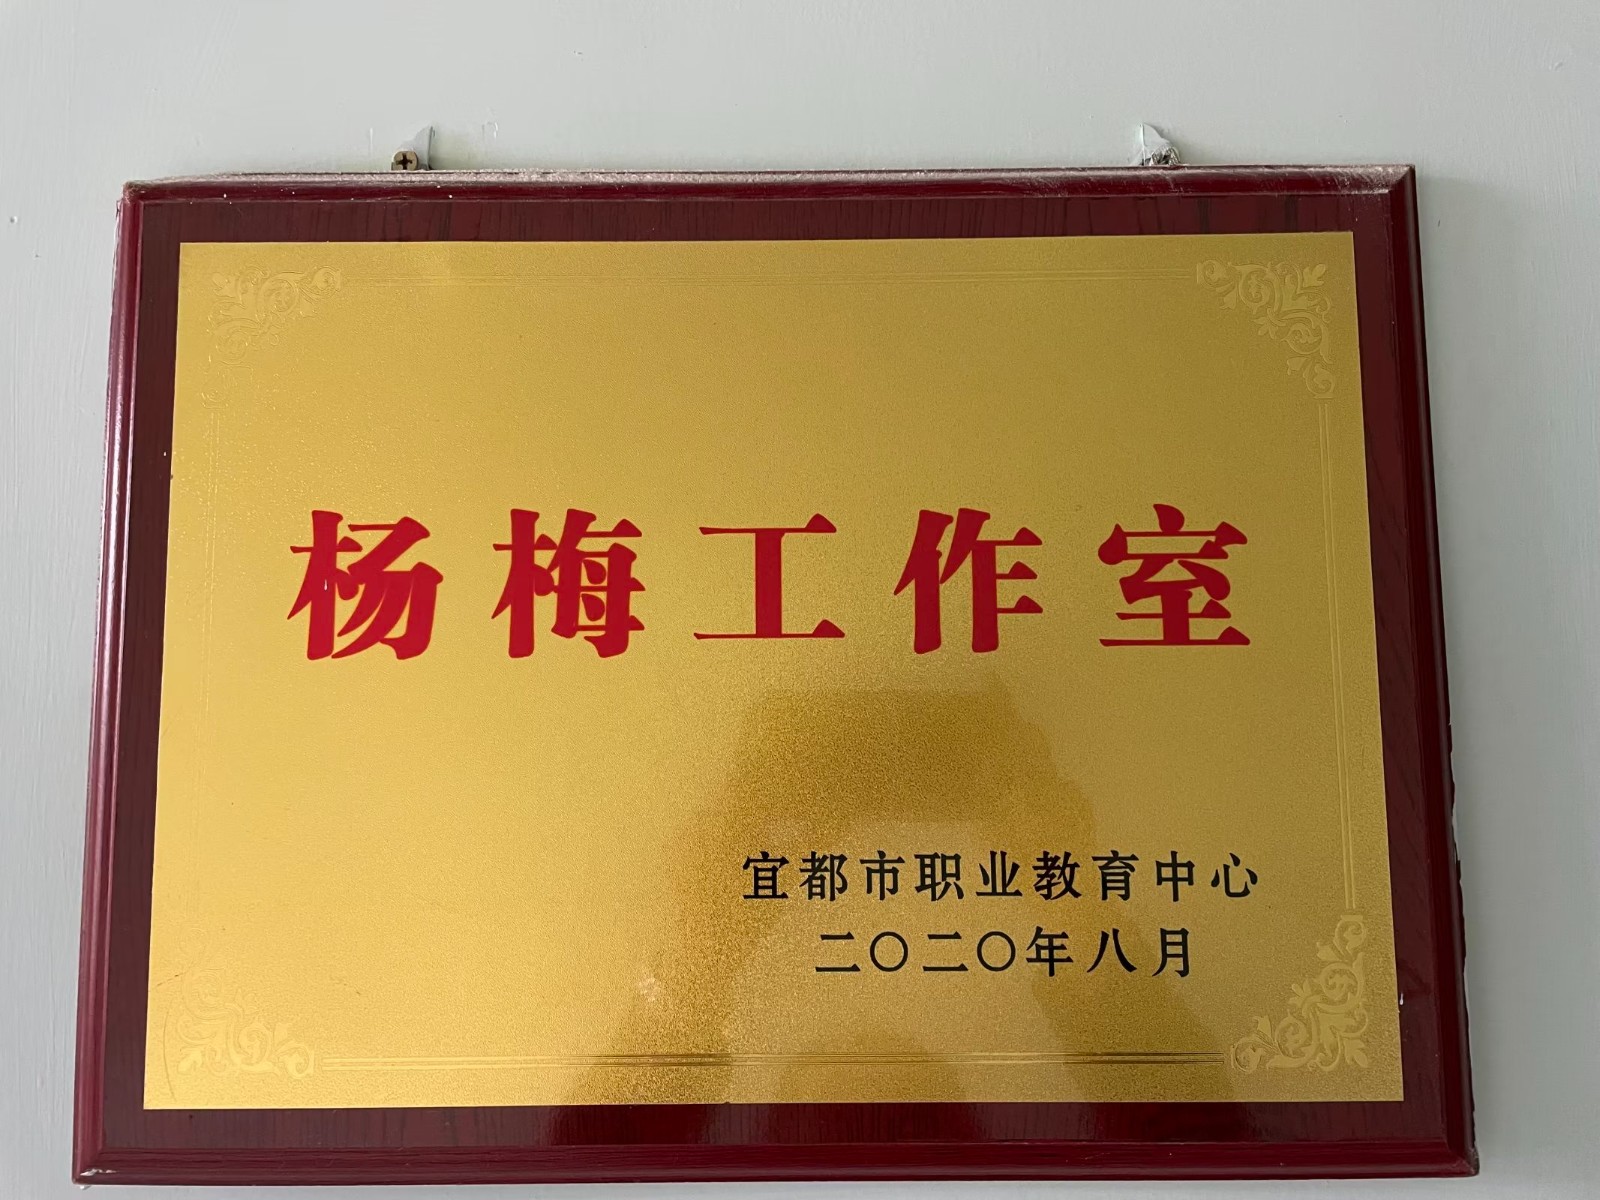 杨梅工作室
宜都市职业教育中心
二〇二〇年八月